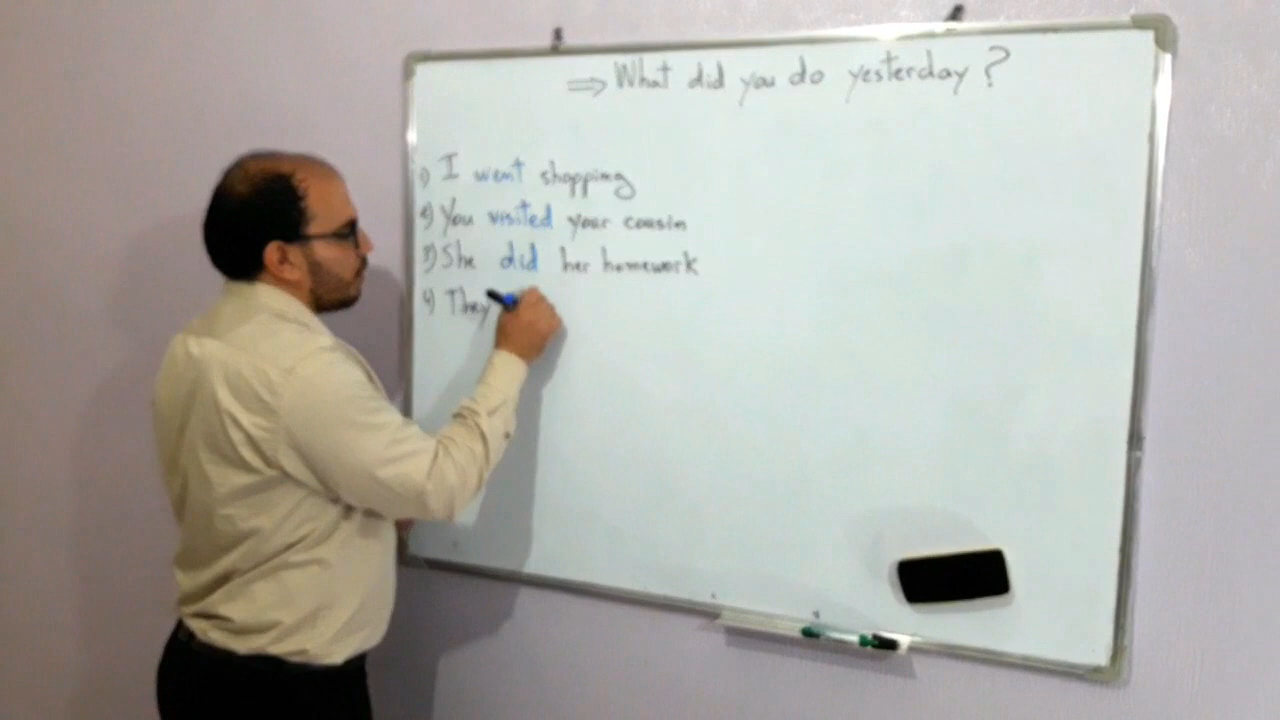 ⇒ What did you do yesterday?
1) I went shopping
2) You visited your cousin
3) She did her homework
4) They